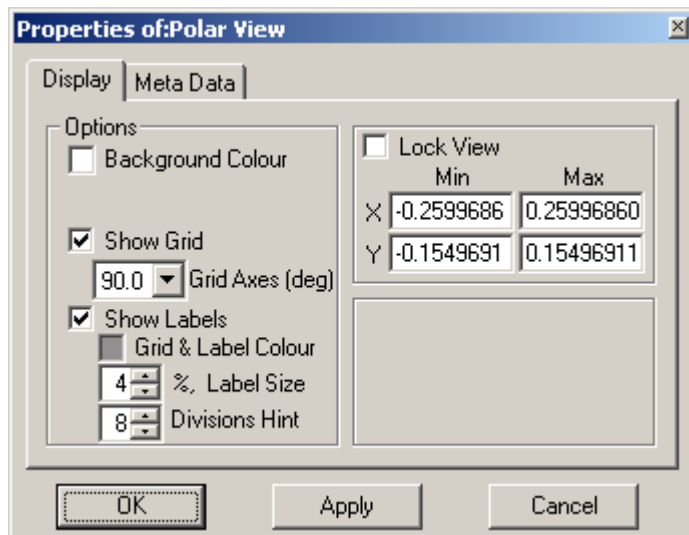 Properties of:Polar View
Display
Meta Data
Options
Background Colour
Show Grid
90.0 Grid Axes (deg)
Show Labels
Grid & Label Colour
4 %, Label Size
8 Divisions Hint
Lock View
Min Max
X -0.2599686 0.25996860
Y -0.1549691 0.15496911
OK
Apply
Cancel